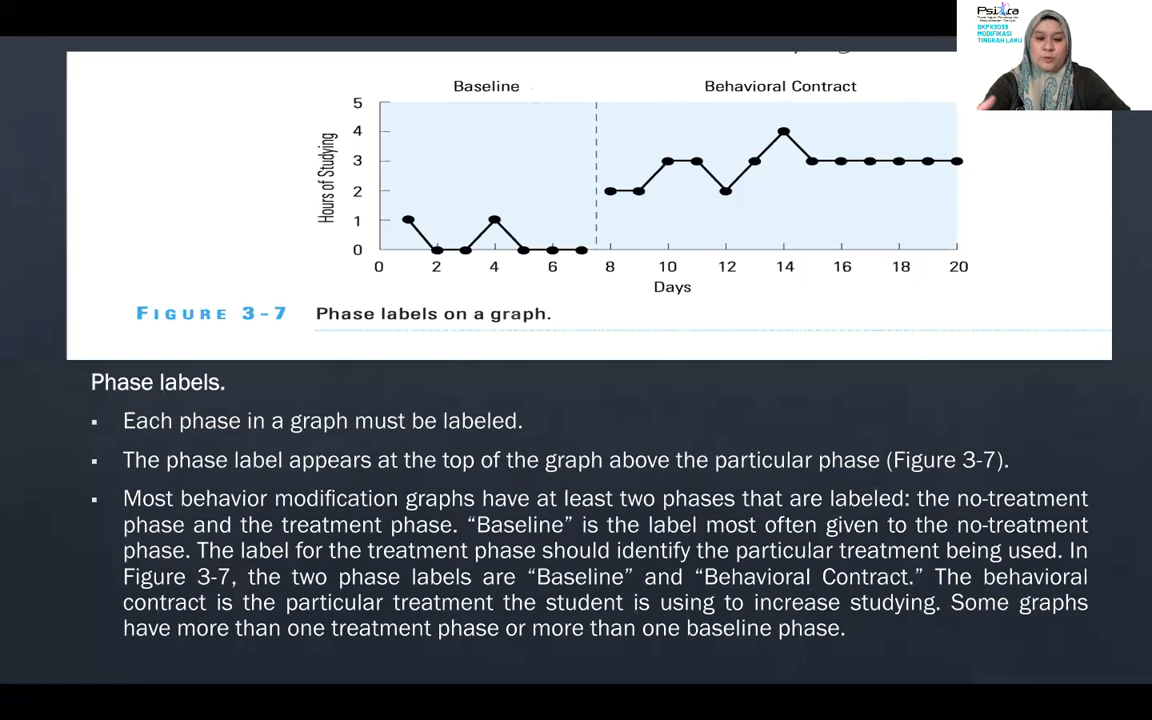 Psitra
SKPX3033
MODIFIKASI
TINGKAH LAKU
Baseline
Behavioral Contract
5
4
3
2
1
0
Hours of Studying
0 2 4 6 8 10 12 14 16 18 20
Days
FIGURE 3-7 Phase labels on a graph.
Phase labels.
▪ Each phase in a graph must be labeled.
▪ The phase label appears at the top of the graph above the particular phase (Figure 3-7).
▪ Most behavior modification graphs have at least two phases that are labeled: the no-treatment
phase and the treatment phase. “Baseline” is the label most often given to the no-treatment
phase. The label for the treatment phase should identify the particular treatment being used. In
Figure 3-7, the two phase labels are “Baseline” and “Behavioral Contract.” The behavioral
contract is the particular treatment the student is using to increase studying. Some graphs
have more than one treatment phase or more than one baseline phase.